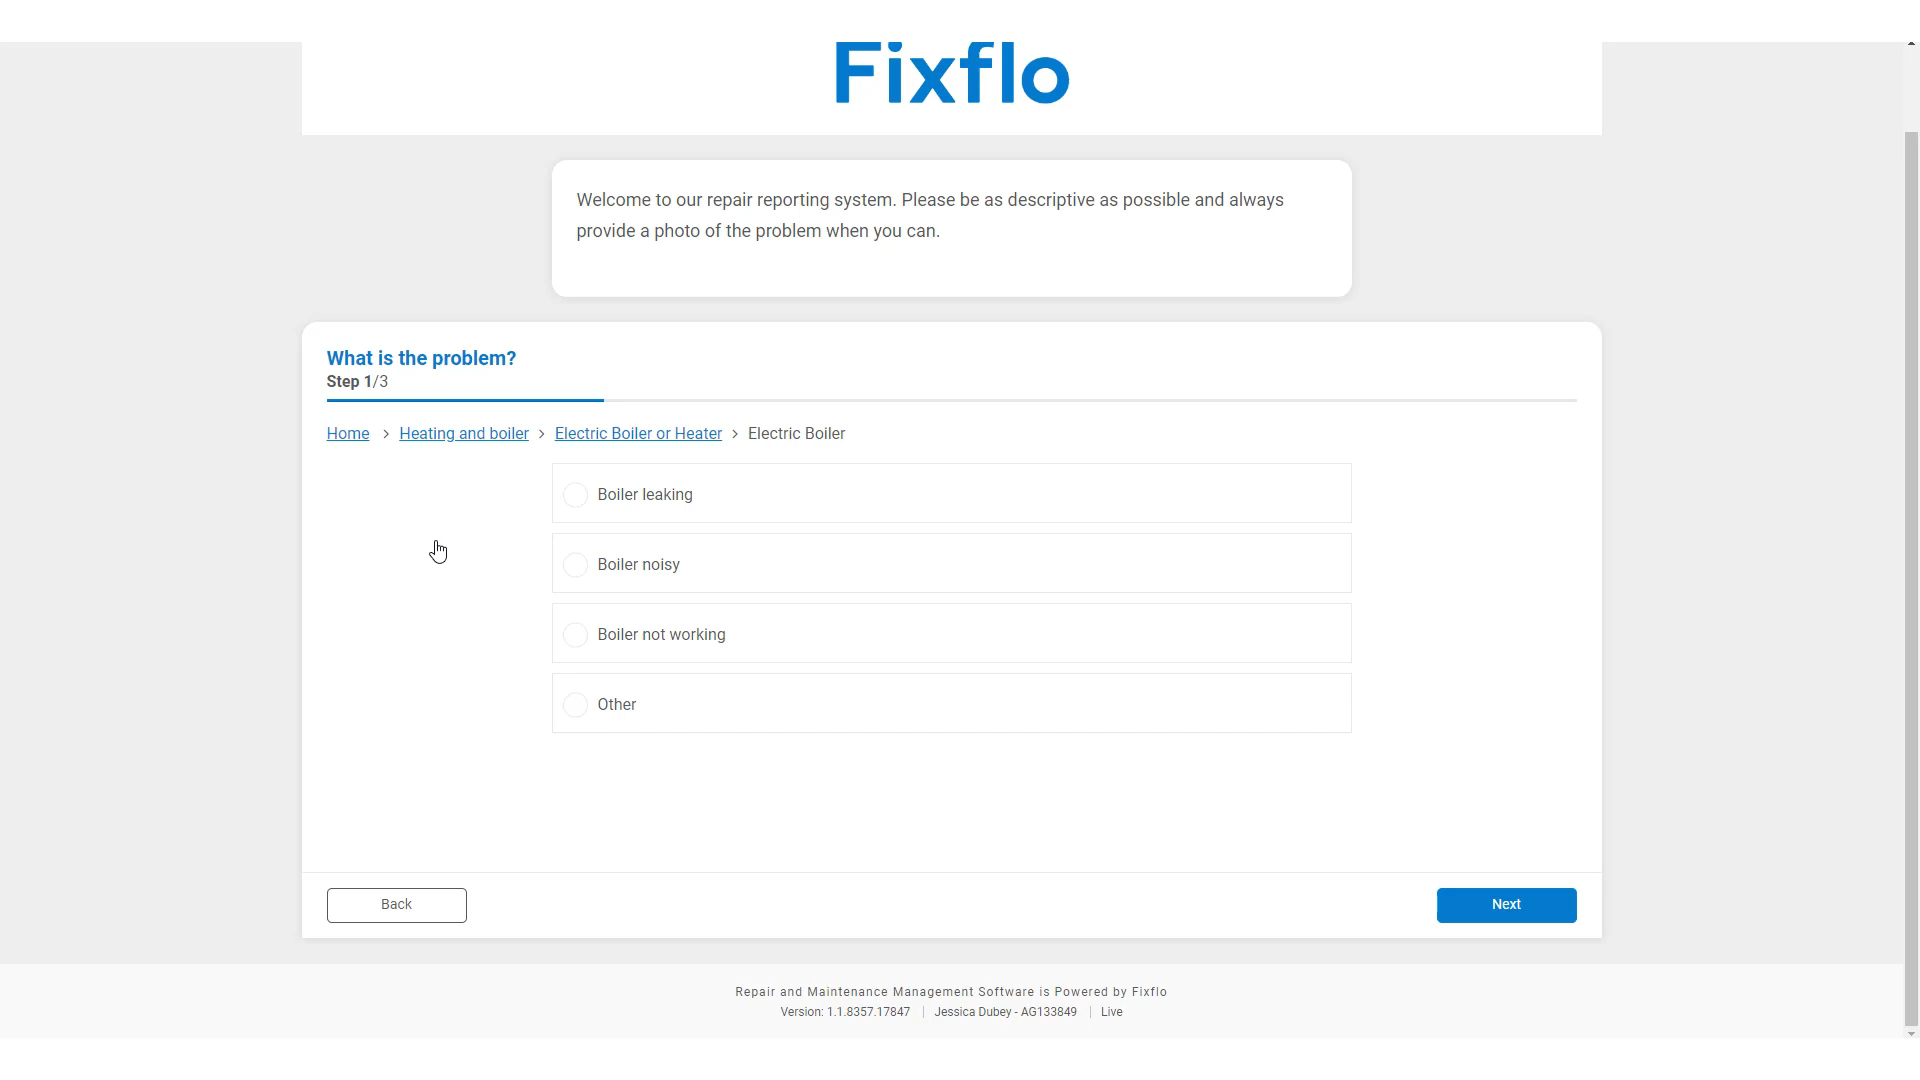 Fixflo
Welcome to our repair reporting system. Please be as descriptive as possible and always
provide a photo of the problem when you can.
What is the problem?
Step 1/3
Home > Heating and boiler > Electric Boiler or Heater > Electric Boiler
Boiler leaking
Boiler noisy
Boiler not working
Other
Back
Next
Repair and Maintenance Management Software is Powered by Fixflo
Version: 1.1.8357.17847 | Jessica Dubey - AG133849 | Live